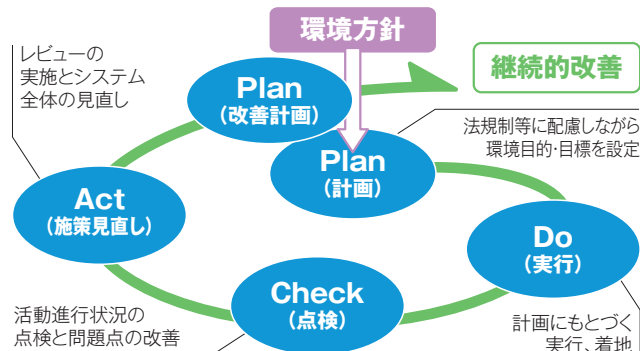 環境方針
継続的改善
レビューの
実施とシステム
全体の見直し
Plan
(改善計画)
法規制等に配慮しながら
環境目的・目標を設定
Plan
(計画)
Act
(施策見直し)
Do
(実行)
Check
(点検)
活動進行状況の
点検と問題点の改善
計画にもとづく
実行、着地